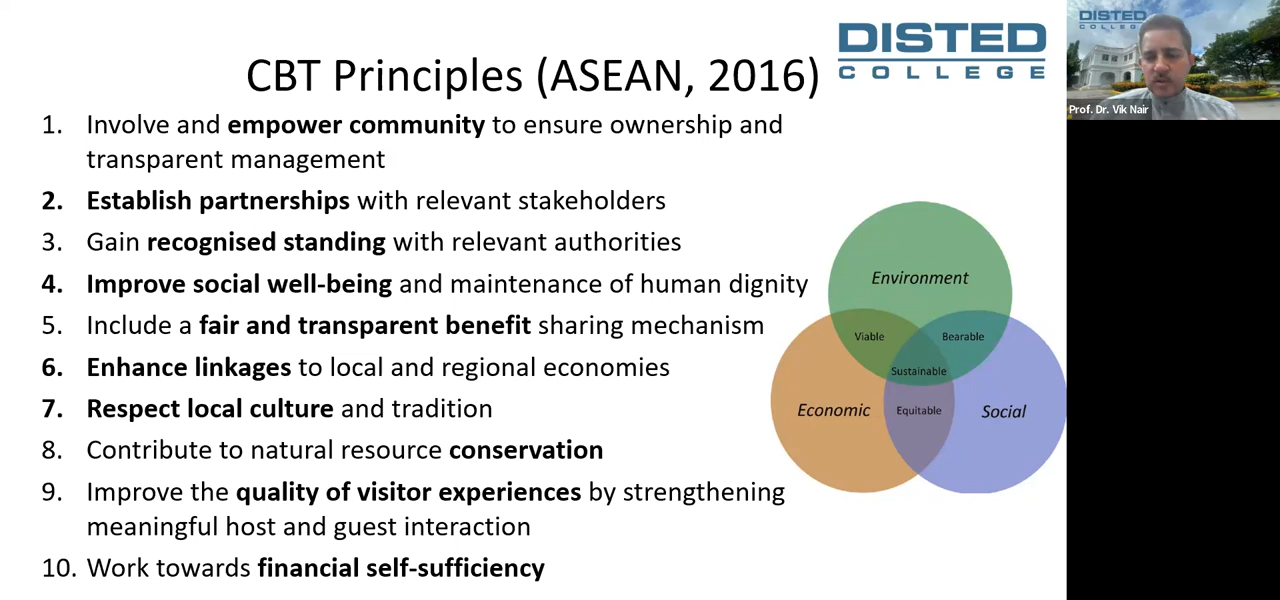 DISTED
COLLEGE
CBT Principles (ASEAN, 2016)
1. Involve and empower community to ensure ownership and
transparent management
2. Establish partnerships with relevant stakeholders
3. Gain recognised standing with relevant authorities
4. Improve social well-being and maintenance of human dignity
5. Include a fair and transparent benefit sharing mechanism
6. Enhance linkages to local and regional economies
7. Respect local culture and tradition
8. Contribute to natural resource conservation
9. Improve the quality of visitor experiences by strengthening
meaningful host and guest interaction
10. Work towards financial self-sufficiency
Environment
Viable
Bearable
Sustainable
Economic
Equitable
Social
DISTED
COLLEG
Prof. Dr. Vik Nair